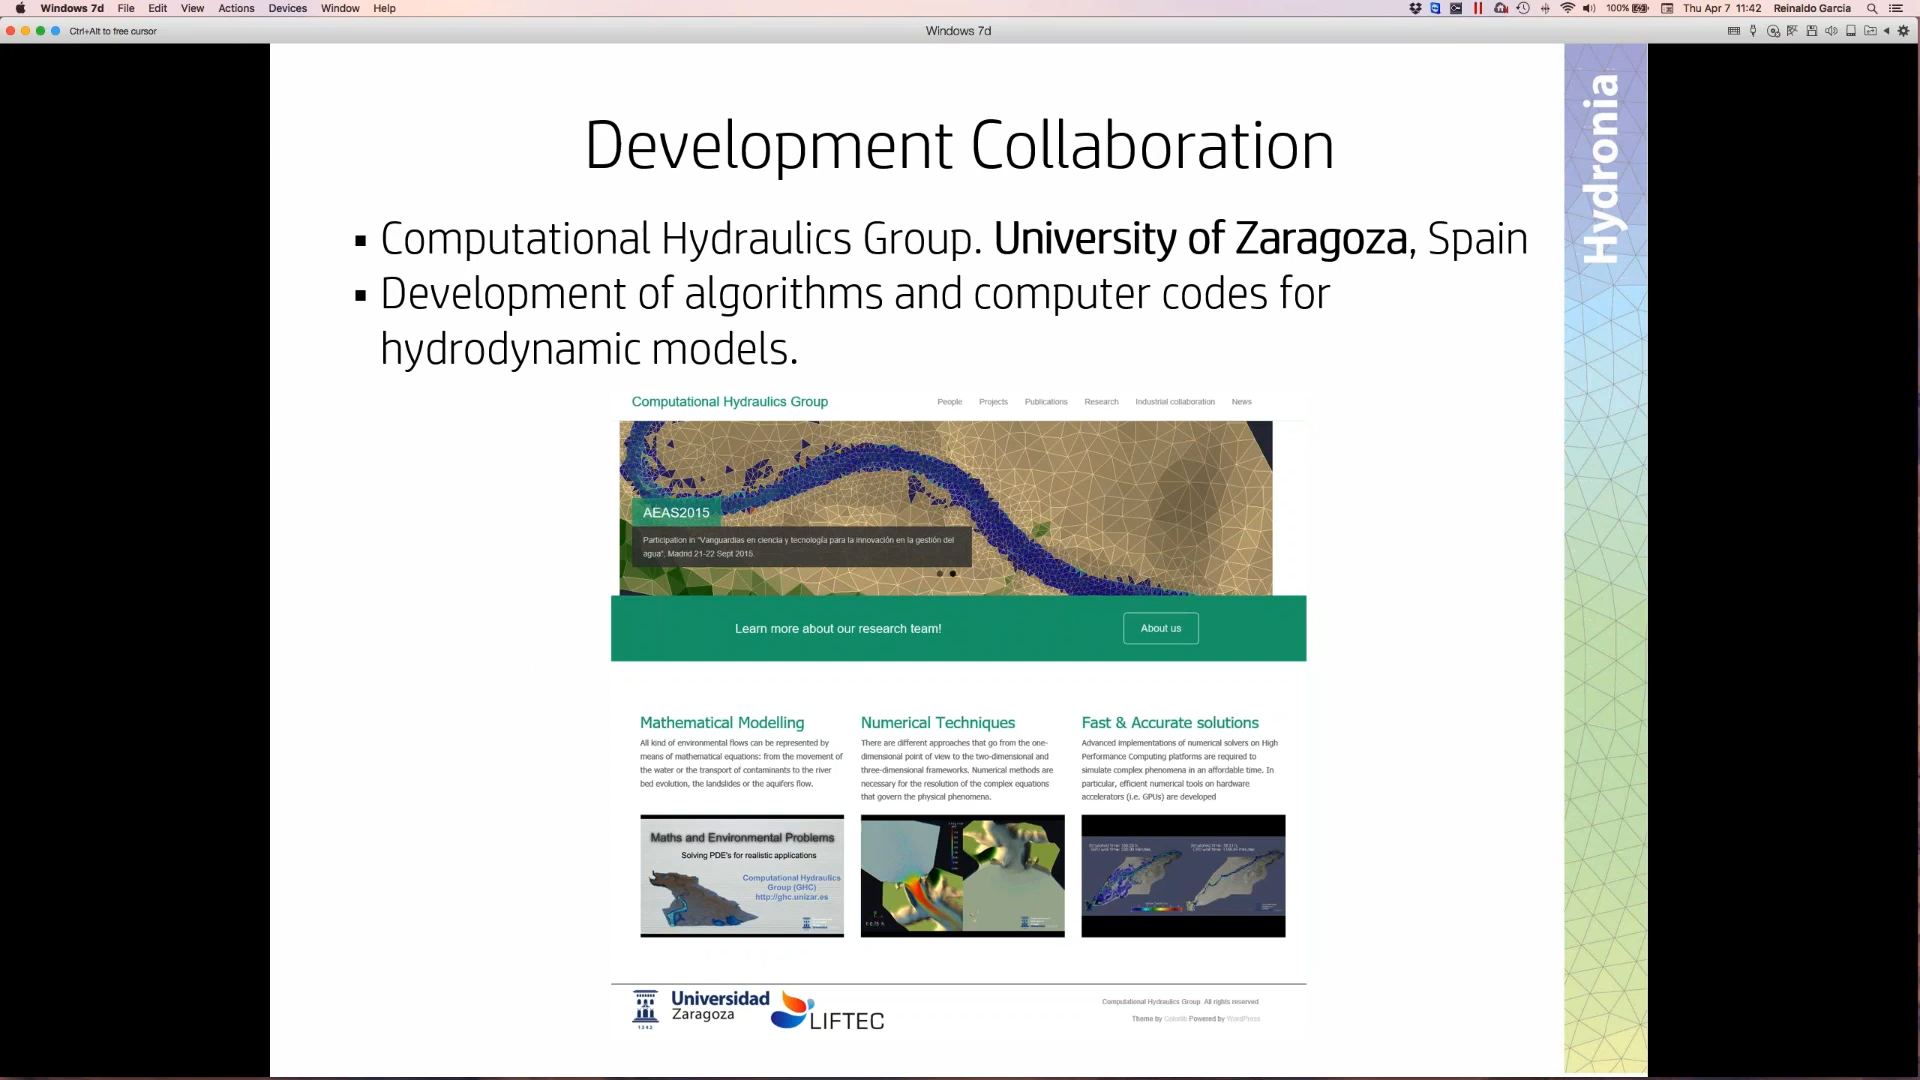 Windows 7d File Edit View Actions Devices Window Help
100% Thu Apr 7 11:42 Reinaldo Garcia
Ctrl+Alt to free cursor
Windows 7d
Hydronia
Development Collaboration
▪ Computational Hydraulics Group. University of Zaragoza, Spain
▪ Development of algorithms and computer codes for
hydrodynamic models.
Computational Hydraulics Group
People Projects Publications Research Industrial collaboration News
AEAS2015
Participation in "Vanguardias en ciencia y tecnología para la innovación en la gestión del
agua", Madrid 21-22 Sept 2015.
Learn more about our research team!
About us
Mathematical Modelling
All kind of environmental flows can be represented by
means of mathematical equations: from the movement of
the water or the transport of contaminants to the river
bed evolution, the landslides or the aquifers flow.
Numerical Techniques
There are different approaches that go from the one-
dimensional point of view to the two-dimensional and
three-dimensional frameworks. Numerical methods are
necessary for the resolution of the complex equations
that govern the physical phenomena.
Fast & Accurate solutions
Advanced implementations of numerical solvers on High
Performance Computing platforms are required to
simulate complex phenomena in an affordable time. In
particular, efficient numerical tools on hardware
accelerators (i.e. GPUs) are developed
Maths and Environmental Problems
Solving PDE's for realistic applications
Computational Hydraulics
Group (GHC)
http://ghc.unizar.es
Universidad
Zaragoza
1542
LIFTEC
Computational Hydraulics Group All rights reserved
Theme by Colorlib Powered by WordPress